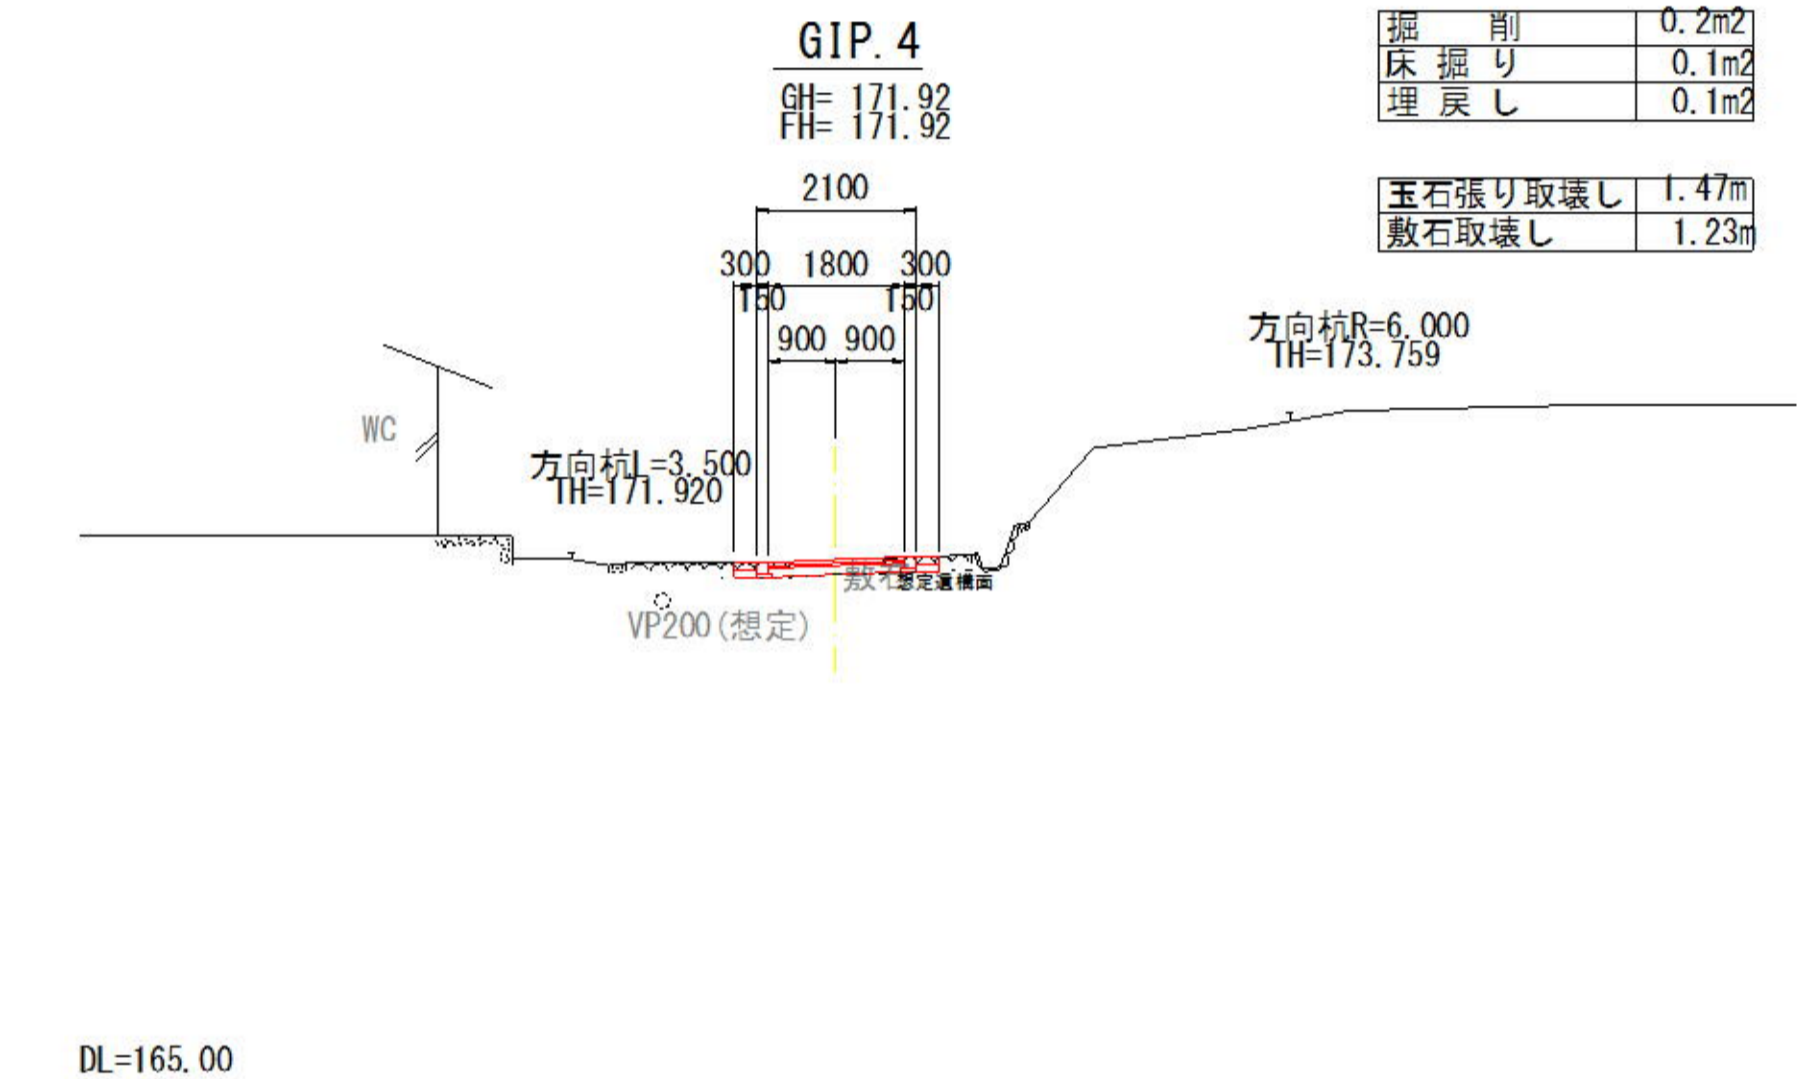 GIP. 4
GH= 171.92
FH= 171.92
掘 削 0.2m2
床 掘 り 0.1m2
埋 戻 し 0.1m2
玉石張り取壊し 1.47m
敷石取壊し 1.23m
2100
300 1800 300
150 150
900 900
方向杭R=6.000
TH=173.759
WC
方向杭L=3.500
TH=171.920
敷石
想定遺構面
VP200(想定)
DL=165.00